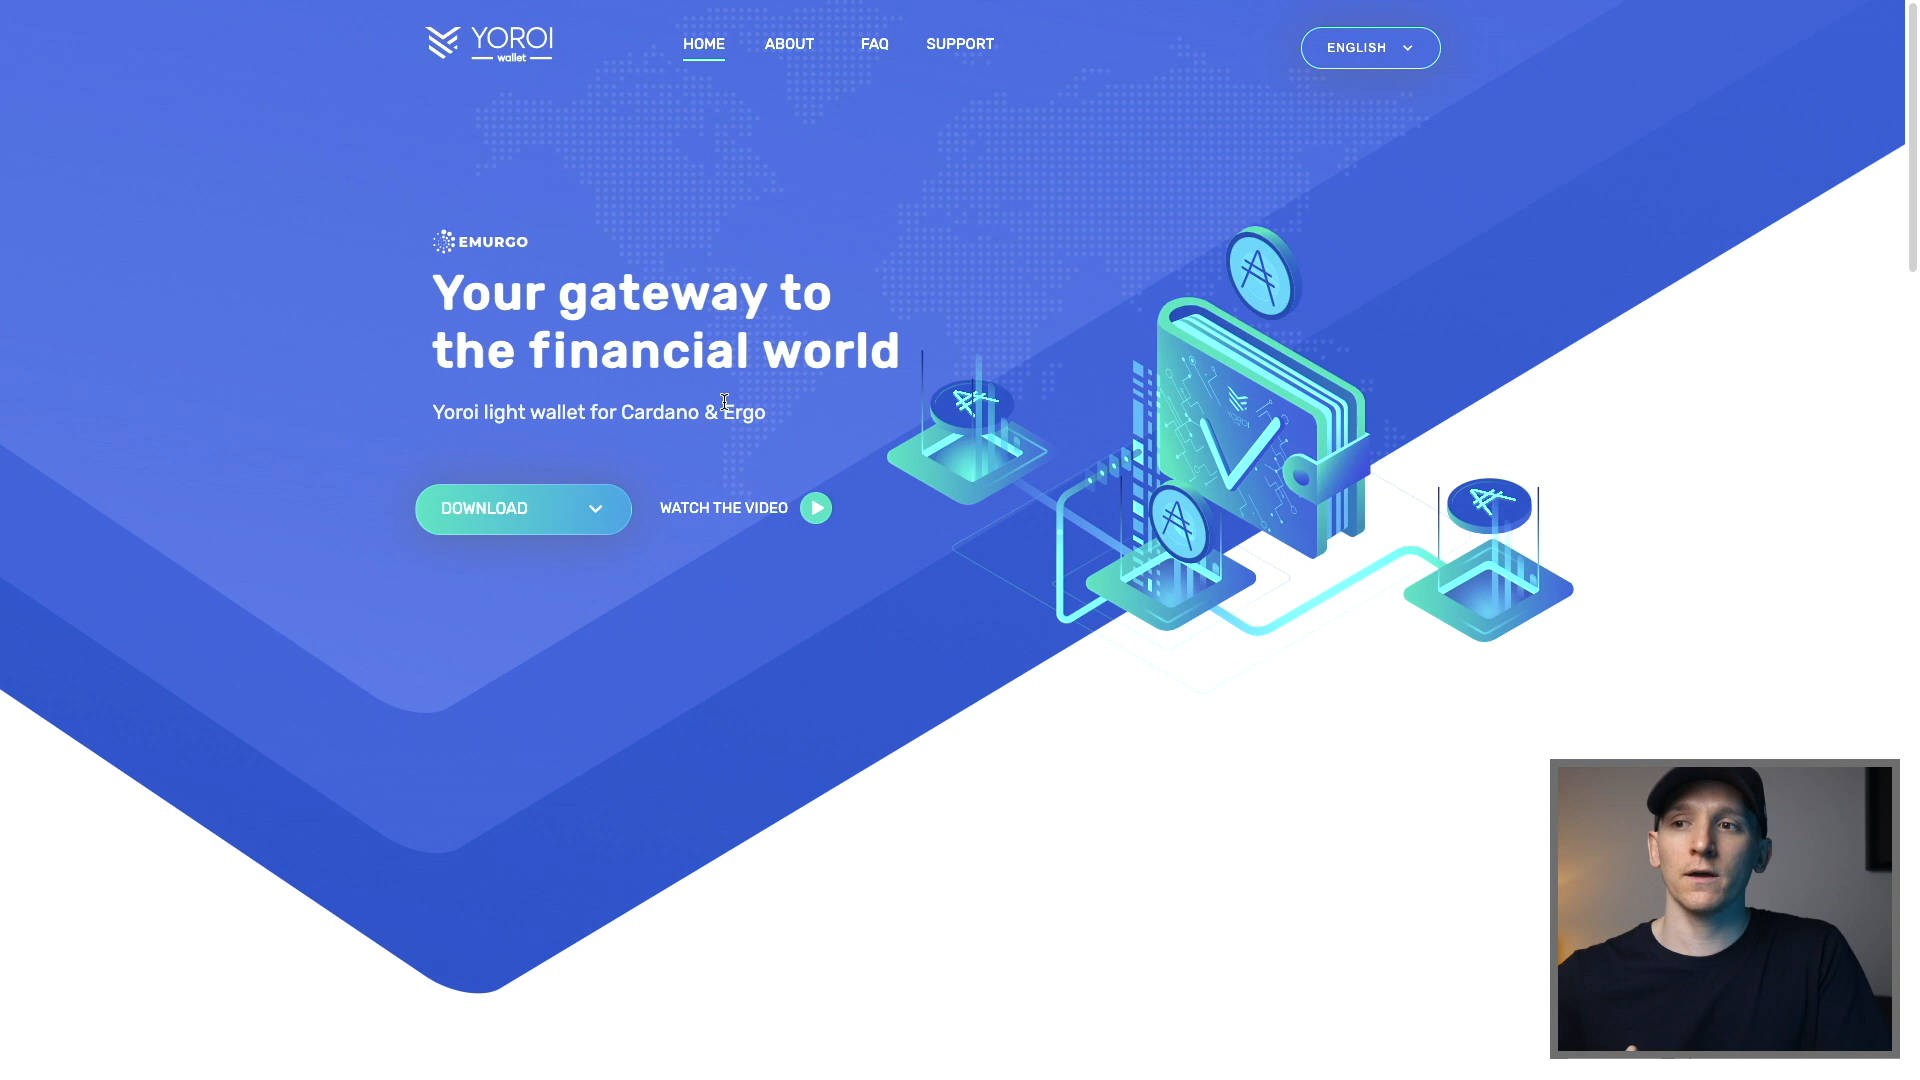 YOROI
wallet
HOME
ABOUT
FAQ
SUPPORT
ENGLISH
EMURGO
Your gateway to
the financial world
Yoroi light wallet for Cardano & Ergo
DOWNLOAD
WATCH THE VIDEO